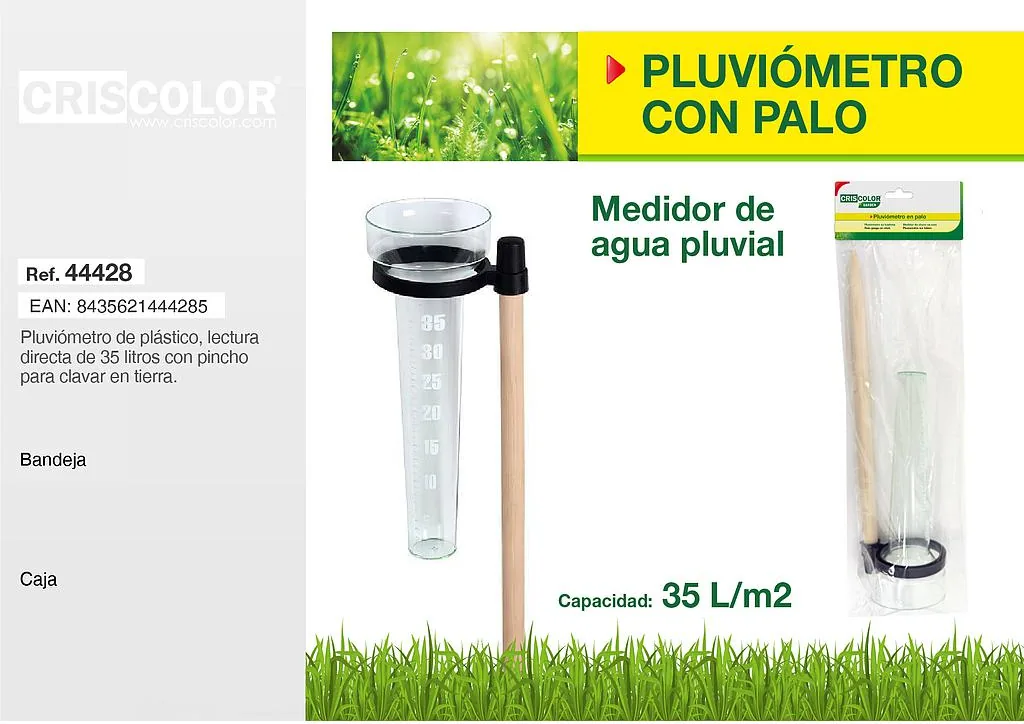 CRISCOLOR®
www.criscolor.com
Ref. 44428
EAN: 8435621444285
Pluviómetro de plástico, lectura
directa de 35 litros con pincho
para clavar en tierra.
Bandeja
Caja
PLUVIÓMETRO
CON PALO
Medidor de
agua pluvial
35
30
25
20
15
10
Capacidad: 35 L/m2
CRISCOLOR
GARDEN
Pluviómetro en palo